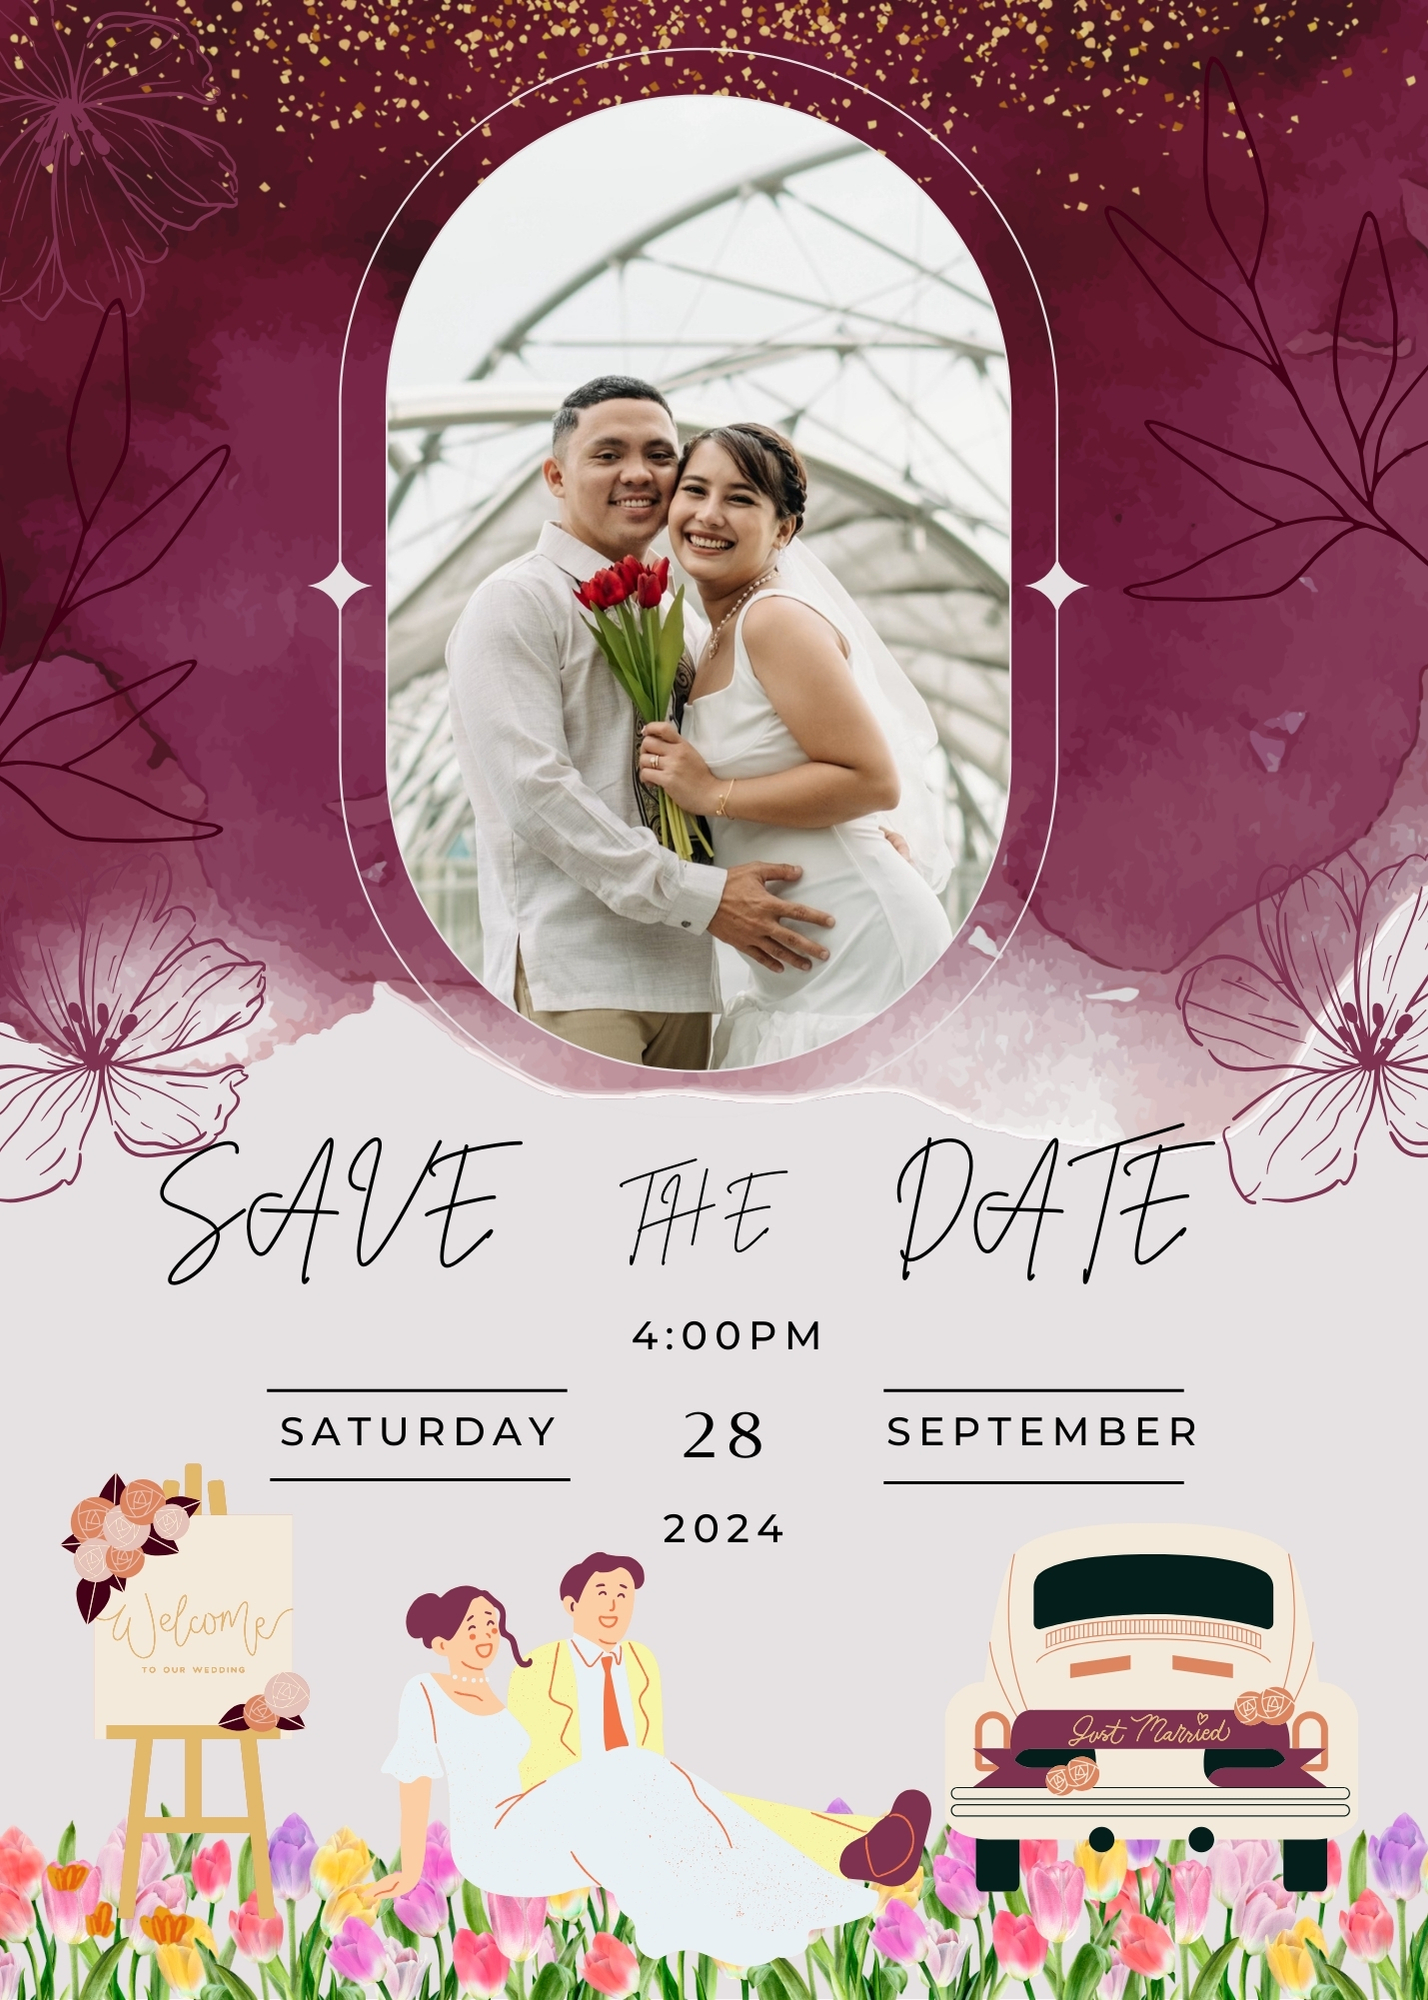 SAVE THE DATE
4:00PM
SATURDAY 28 SEPTEMBER
2024
Welcome
TO OUR WEDDING
Just Married